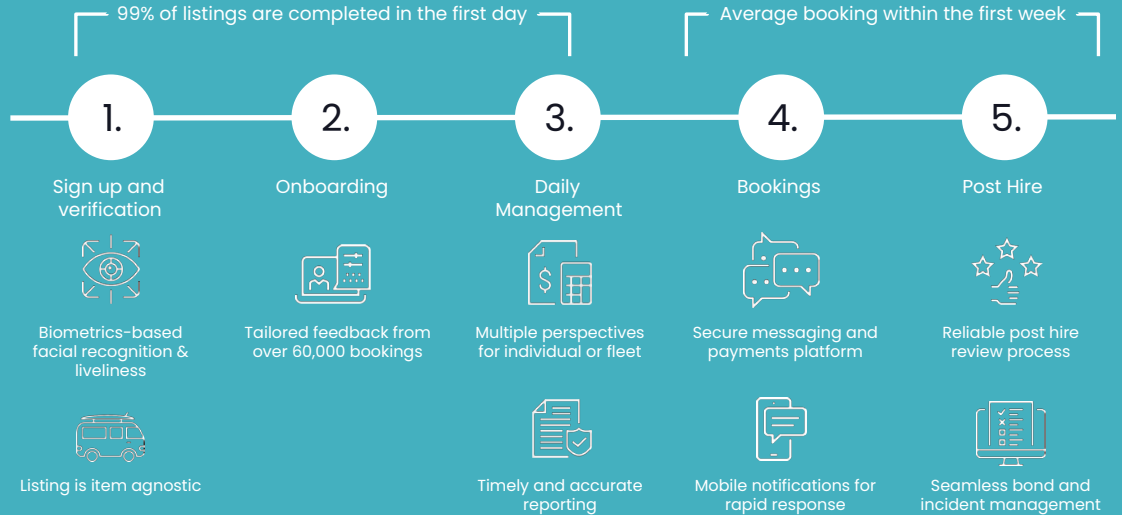 99% of listings are completed in the first day
Average booking within the first week
1.
2.
3.
4.
5.
Sign up and
verification
Onboarding
Daily
Management
Bookings
Post Hire
Biometrics-based
facial recognition &
liveliness
Tailored feedback from
over 60,000 bookings
Multiple perspectives
for individual or fleet
Secure messaging and
payments platform
Reliable post hire
review process
Listing is item agnostic
Timely and accurate
reporting
Mobile notifications for
rapid response
Seamless bond and
incident management